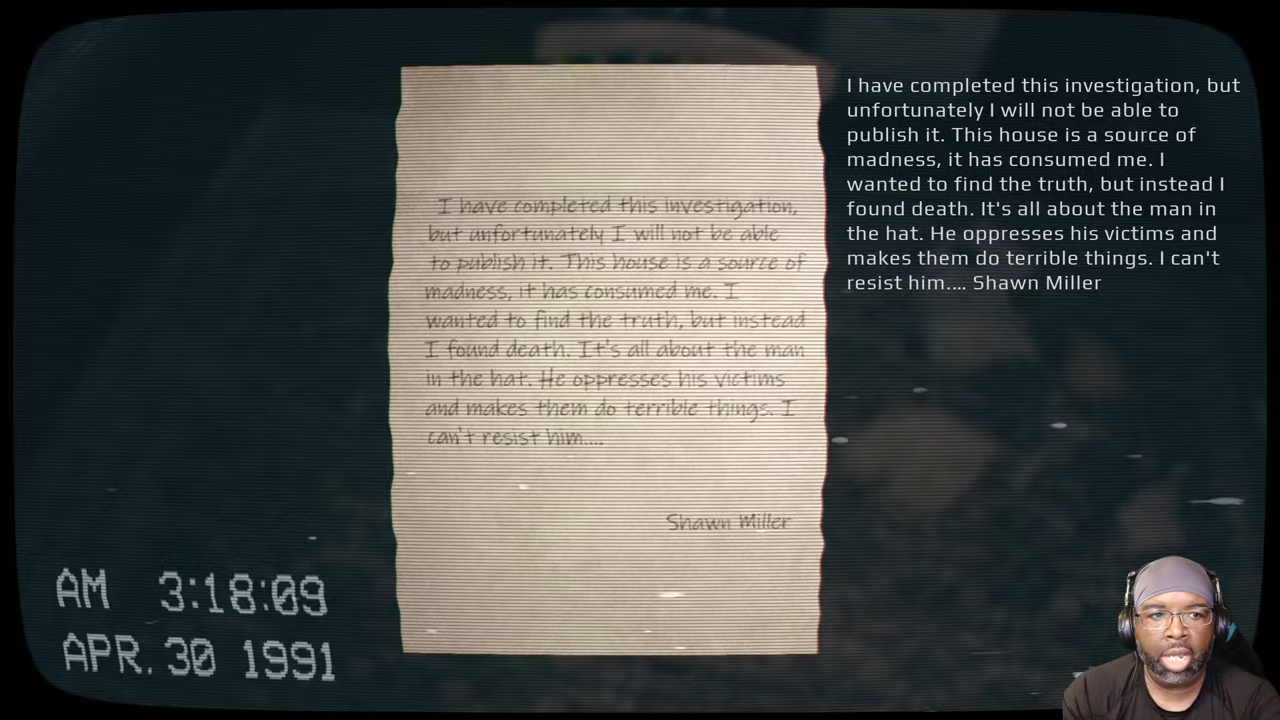 I have completed this investigation,
but unfortunately I will not be able
to publish it. This house is a source of
madness, it has consumed me. I
wanted to find the truth, but instead
I found death. It's all about the man
in the hat. He oppresses his victims
and makes them do terrible things. I
can't resist him....
Shawn Miller
I have completed this investigation, but
unfortunately I will not be able to
publish it. This house is a source of
madness, it has consumed me. I
wanted to find the truth, but instead I
found death. It's all about the man in
the hat. He oppresses his victims and
makes them do terrible things. I can't
resist him.... Shawn Miller
AM 3:18:09
APR. 30 1991